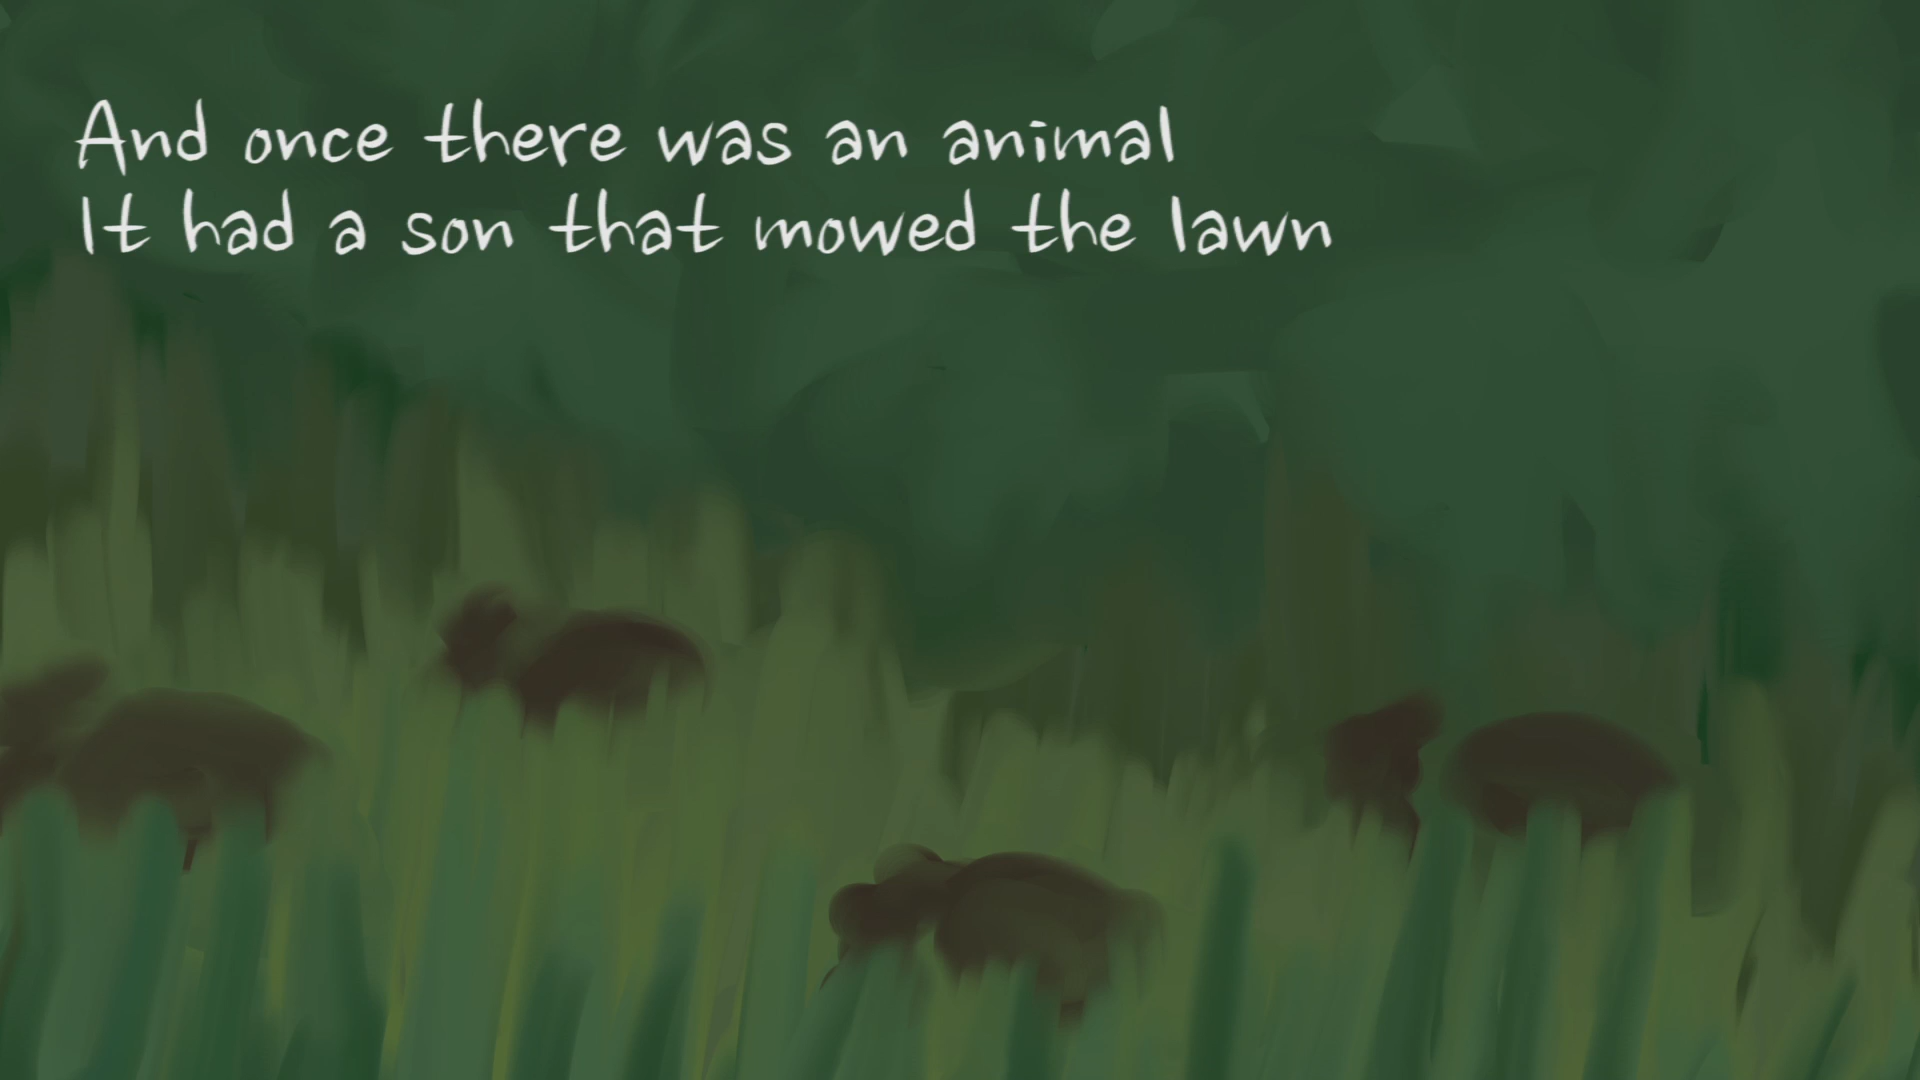 And once there was an animal
It had a son that mowed the lawn